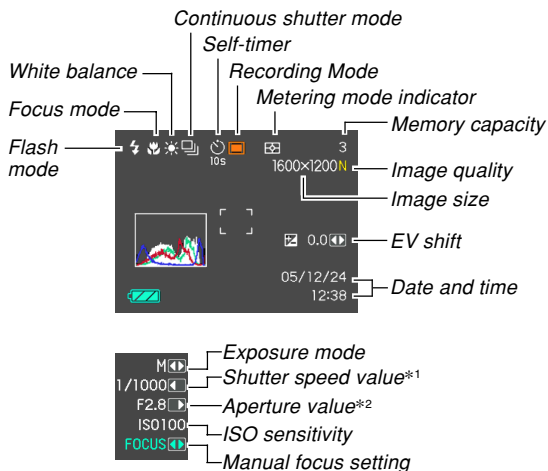 Continuous shutter mode
Self-timer
White balance
Recording Mode
Focus mode
Metering mode indicator
Memory capacity
Flash
mode
10s
3
1600×1200N
Image quality
Image size
0.0
EV shift
05/12/24
12:38
Date and time
M
Exposure mode
1/1000
Shutter speed value*1
F2.8
Aperture value*2
ISO100
ISO sensitivity
FOCUS
Manual focus setting